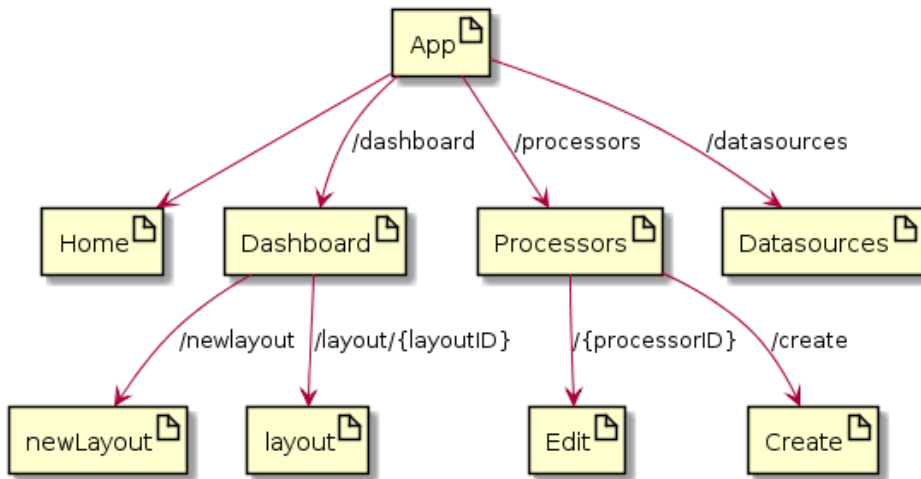 App
/dashboard
/processors
/datasources
Home
Dashboard
Processors
Datasources
/newlayout
/layout/{layoutID}
/{processorID}
/create
newLayout
layout
Edit
Create